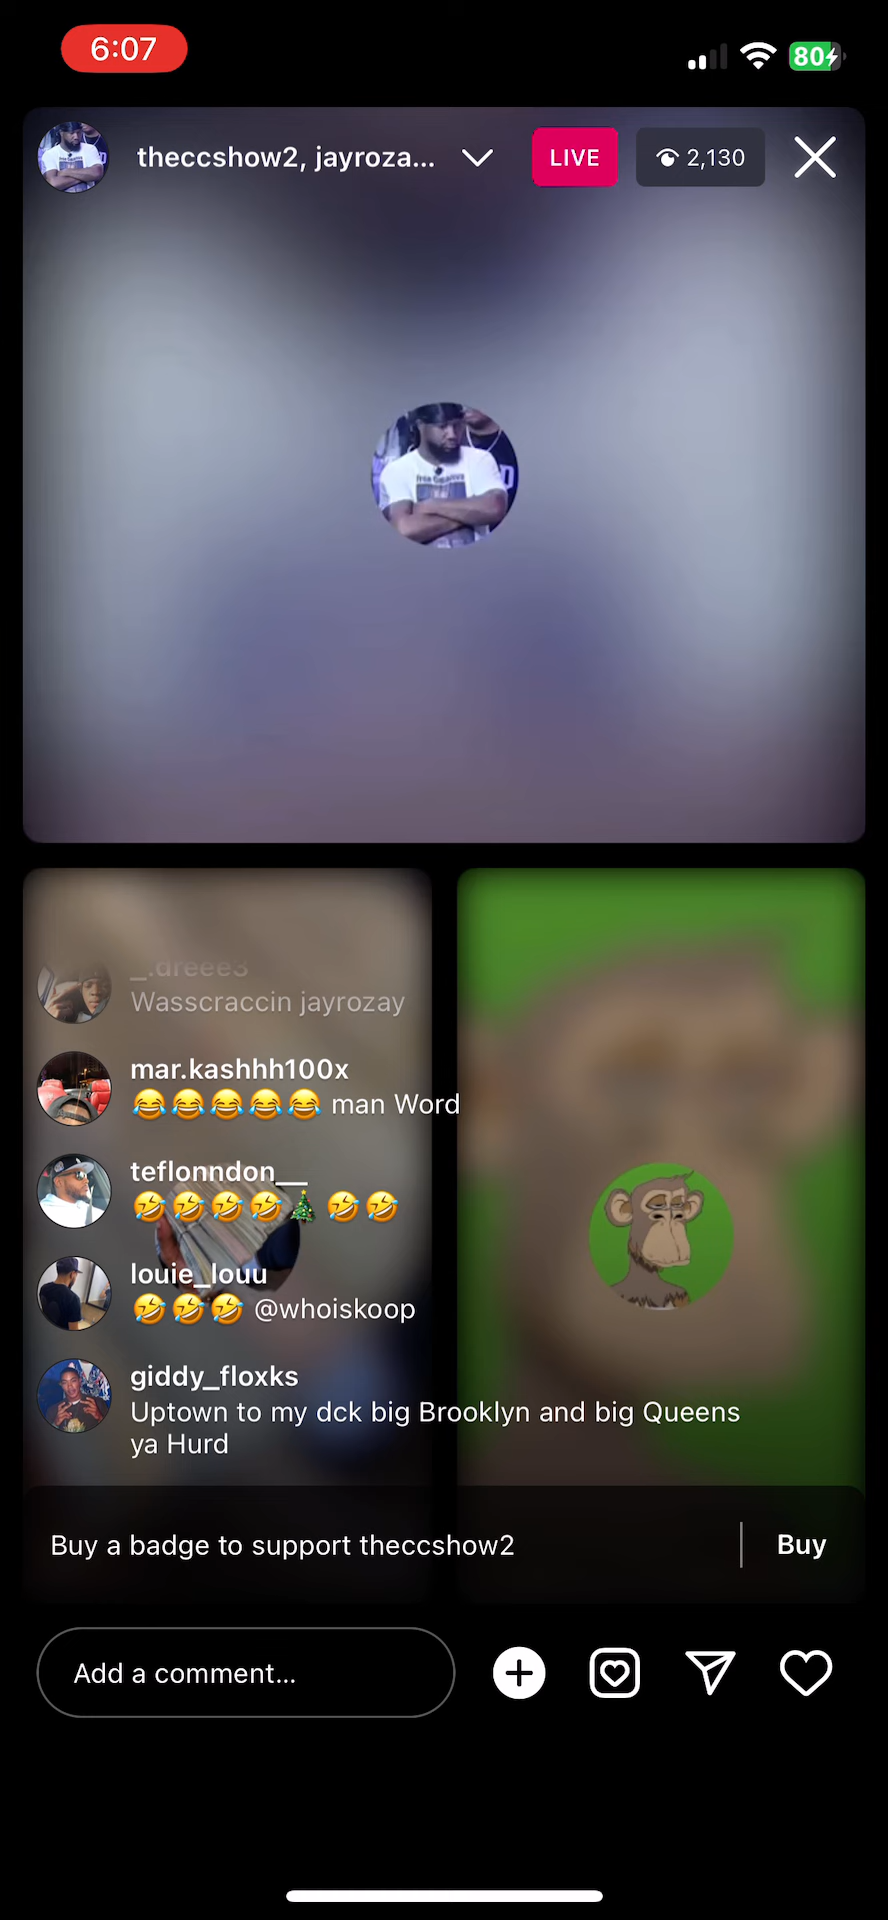 6:07
80
theccshow2, jayroza...
LIVE
2,130
_.dreee3
Wasscraccin jayrozay
mar.kashhh100x
😂😂😂😂😂 man Word
teflonndon__
🤣🤣🤣🤣🎄🤣🤣
louie_louu
🤣🤣🤣 @whoiskoop
giddy_floxks
Uptown to my dck big Brooklyn and big Queens
ya Hurd
Buy a badge to support theccshow2
Buy
Add a comment...